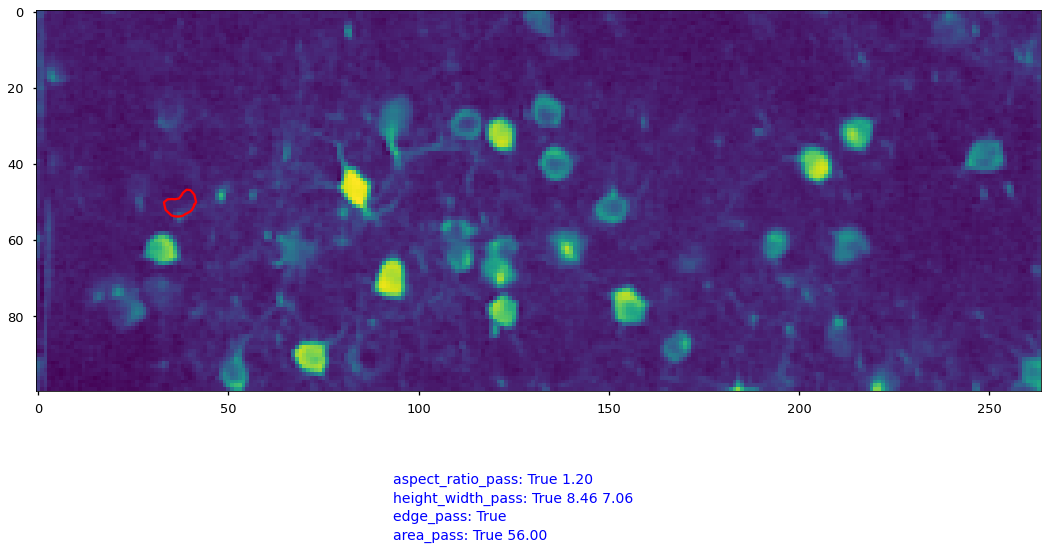 0
20
40
60
80
0 50 100 150 200 250
aspect_ratio_pass: True 1.20
height_width_pass: True 8.46 7.06
edge_pass: True
area_pass: True 56.00